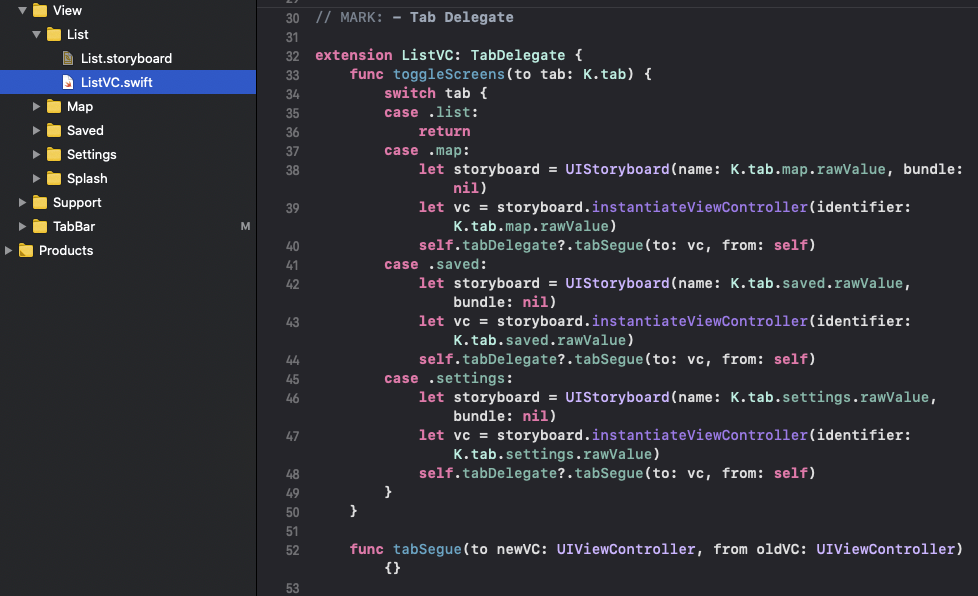 View
List
List.storyboard
ListVC.swift
Map
Saved
Settings
Splash
Support
TabBar M
Products
30 // MARK: - Tab Delegate
31
32 extension ListVC: TabDelegate {
33 func toggleScreens(to tab: K.tab) {
34 switch tab {
35 case .list:
36 return
37 case .map:
38 let storyboard = UIStoryboard(name: K.tab.map.rawValue, bundle:
nil)
39 let vc = storyboard.instantiateViewController(identifier:
K.tab.map.rawValue)
40 self.tabDelegate?.tabSegue(to: vc, from: self)
41 case .saved:
42 let storyboard = UIStoryboard(name: K.tab.saved.rawValue,
bundle: nil)
43 let vc = storyboard.instantiateViewController(identifier:
K.tab.saved.rawValue)
44 self.tabDelegate?.tabSegue(to: vc, from: self)
45 case .settings:
46 let storyboard = UIStoryboard(name: K.tab.settings.rawValue,
bundle: nil)
47 let vc = storyboard.instantiateViewController(identifier:
K.tab.settings.rawValue)
48 self.tabDelegate?.tabSegue(to: vc, from: self)
49 }
50 }
51
52 func tabSegue(to newVC: UIViewController, from oldVC: UIViewController)
{}
53